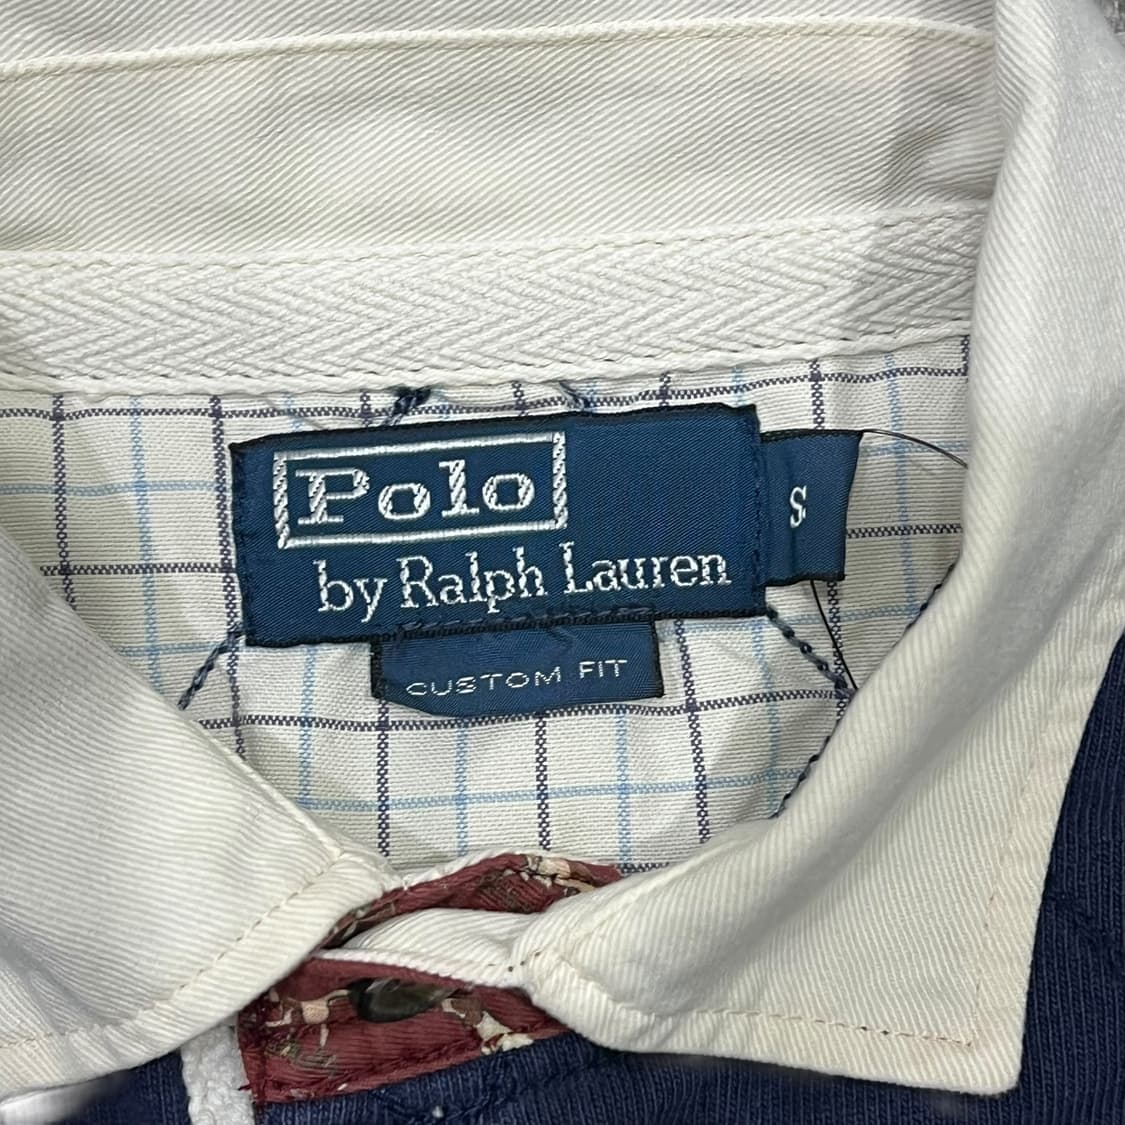 Polo
by Ralph Lauren
S
CUSTOM FIT